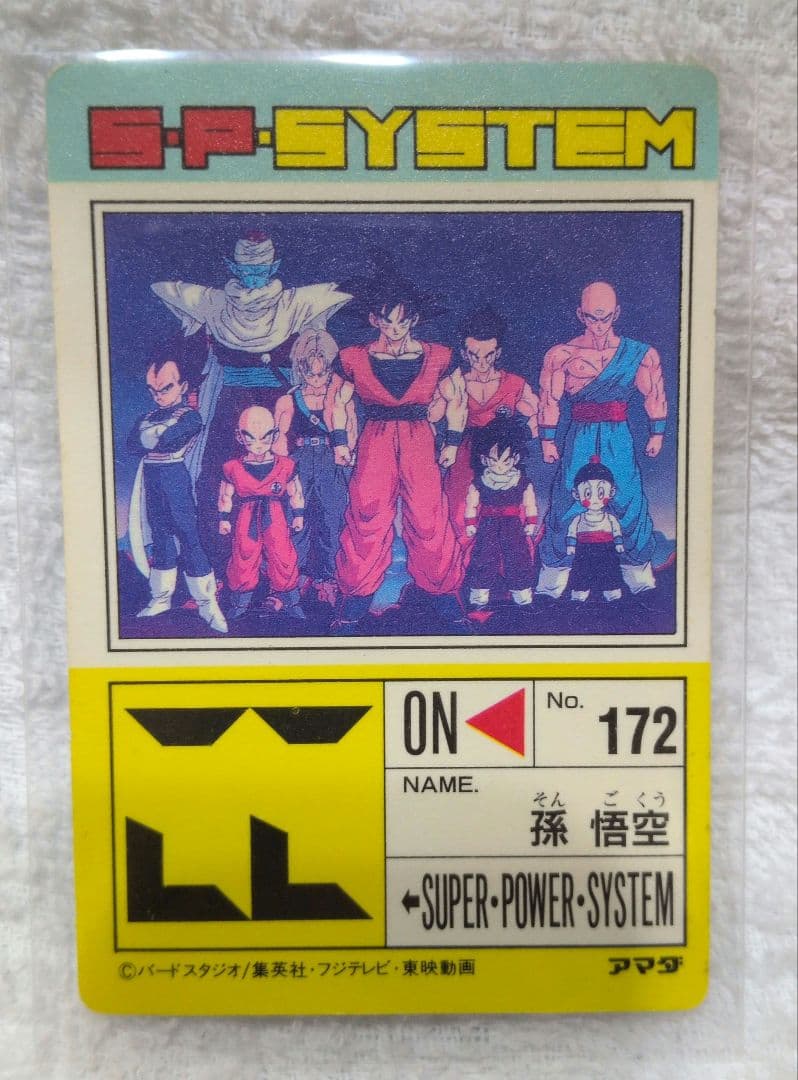 S・P・SYSTEM
ON
No. 172
NAME.
そん ご くう
孫 悟空
←SUPER・POWER・SYSTEM
©バードスタジオ/集英社・フジテレビ・東映動画
アマダ